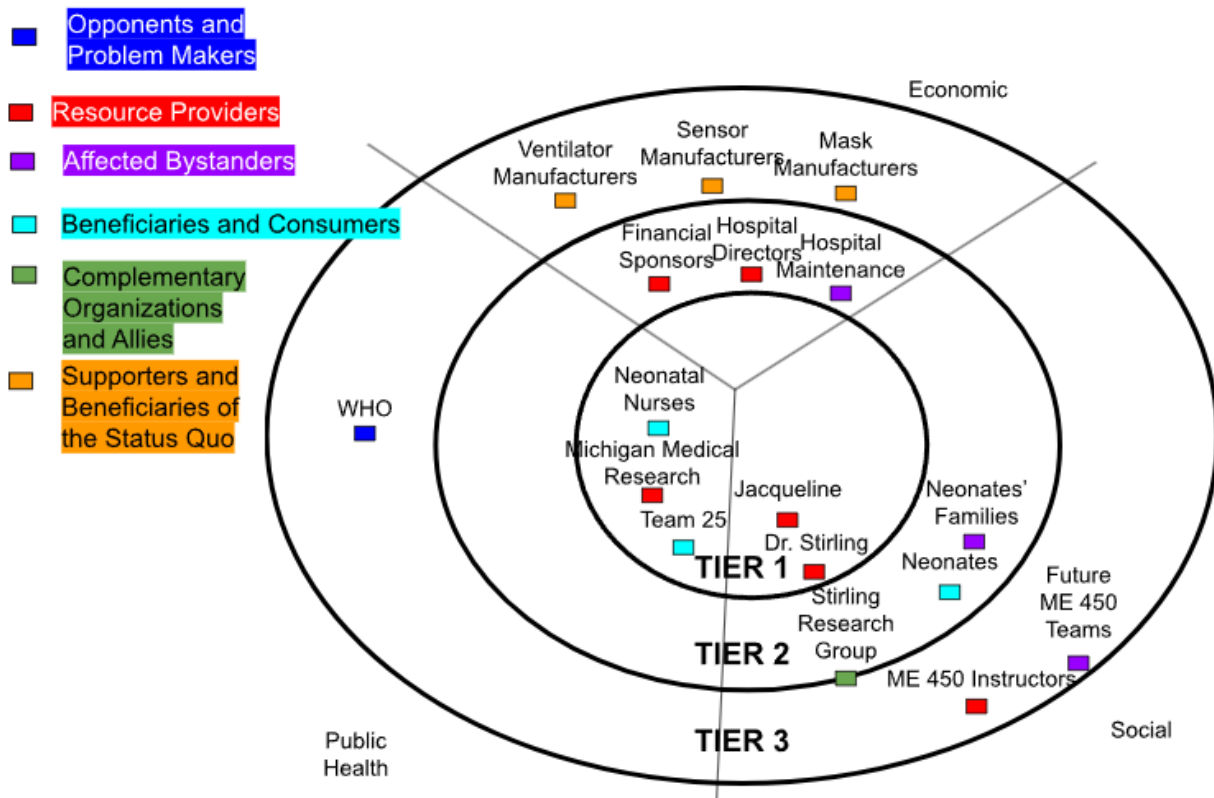 Opponents and
Problem Makers
Resource Providers
Affected Bystanders
Beneficiaries and Consumers
Complementary
Organizations
and Allies
Supporters and
Beneficiaries of
the Status Quo
Economic
Ventilator
Manufacturers
Sensor
Manufacturers
Mask
Manufacturers
Financial
Sponsors
Hospital
Directors
Hospital
Maintenance
WHO
Neonatal
Nurses
Michigan Medical
Research
Team 25
Jacqueline
Dr. Stirling
TIER 1
Neonates'
Families
Neonates
Stirling
Research
Group
TIER 2
Future
ME 450
Teams
ME 450 Instructors
TIER 3
Public
Health
Social